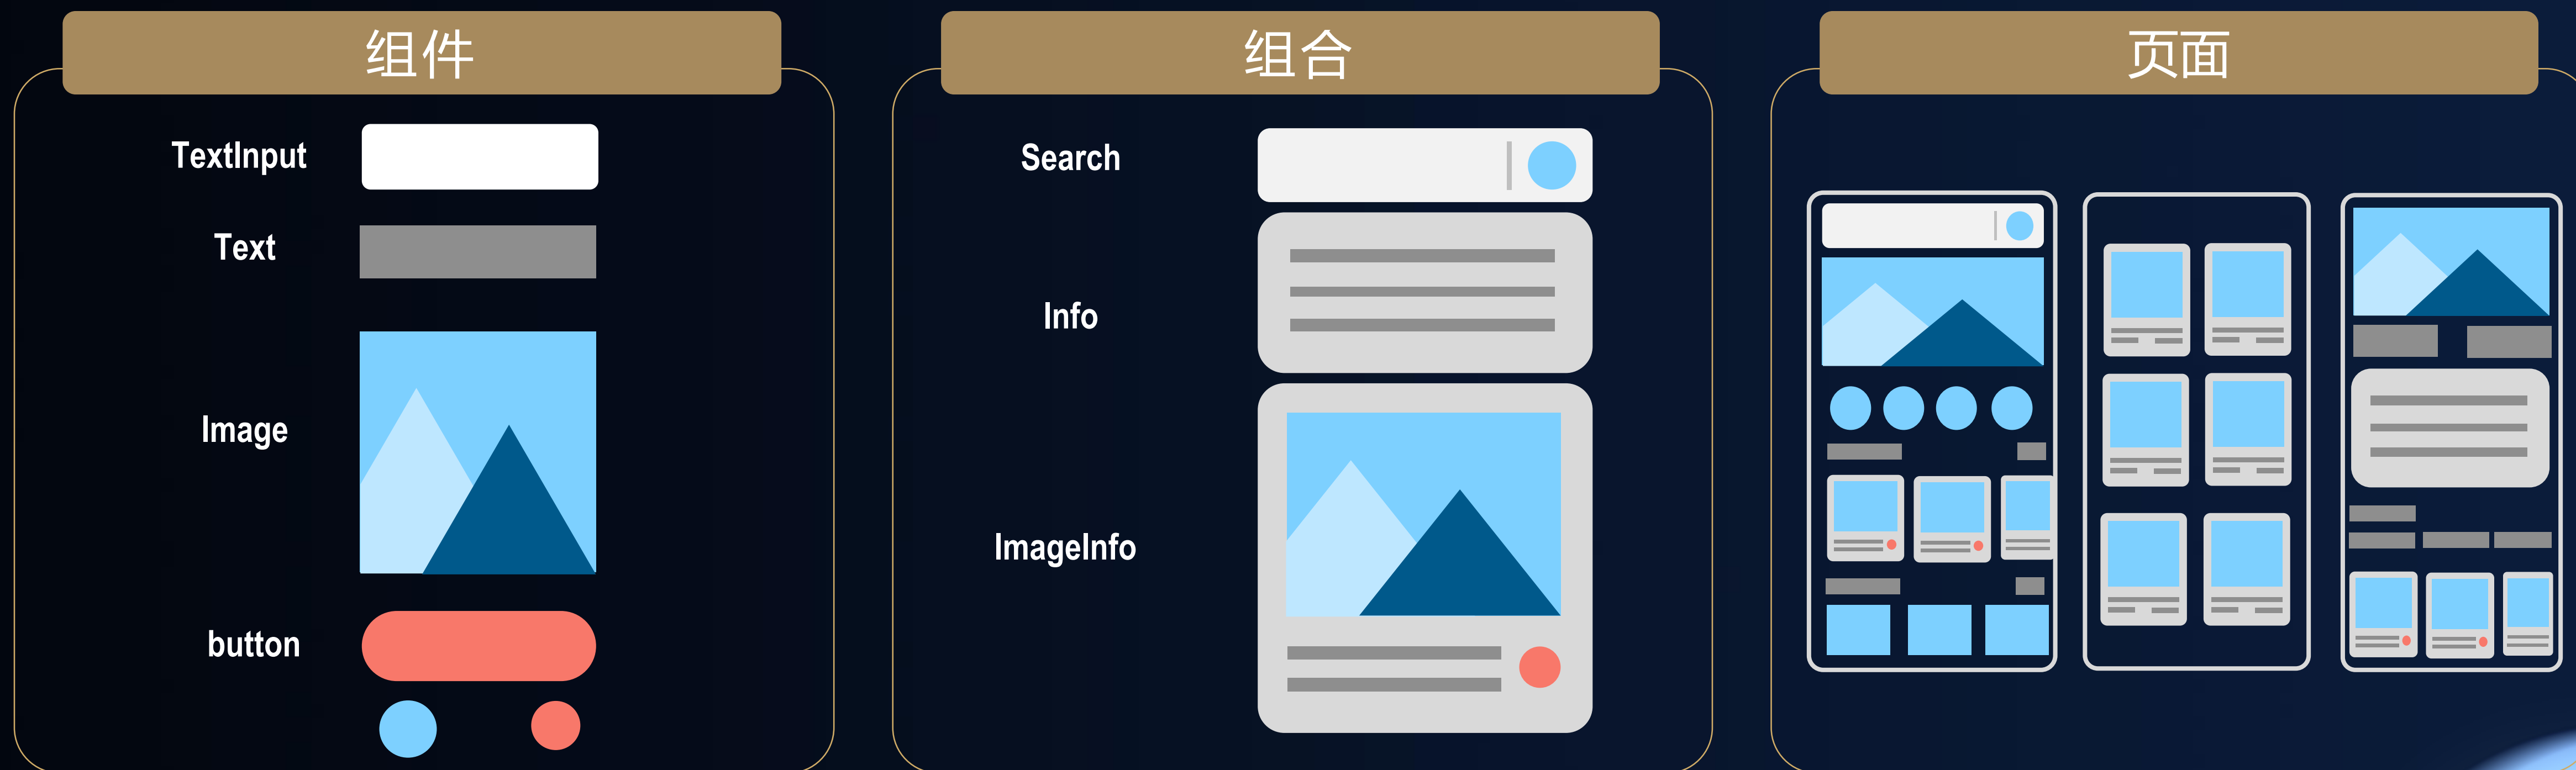 组件
TextInput
Text
Image
button
组合
Search
Info
ImageInfo
页面